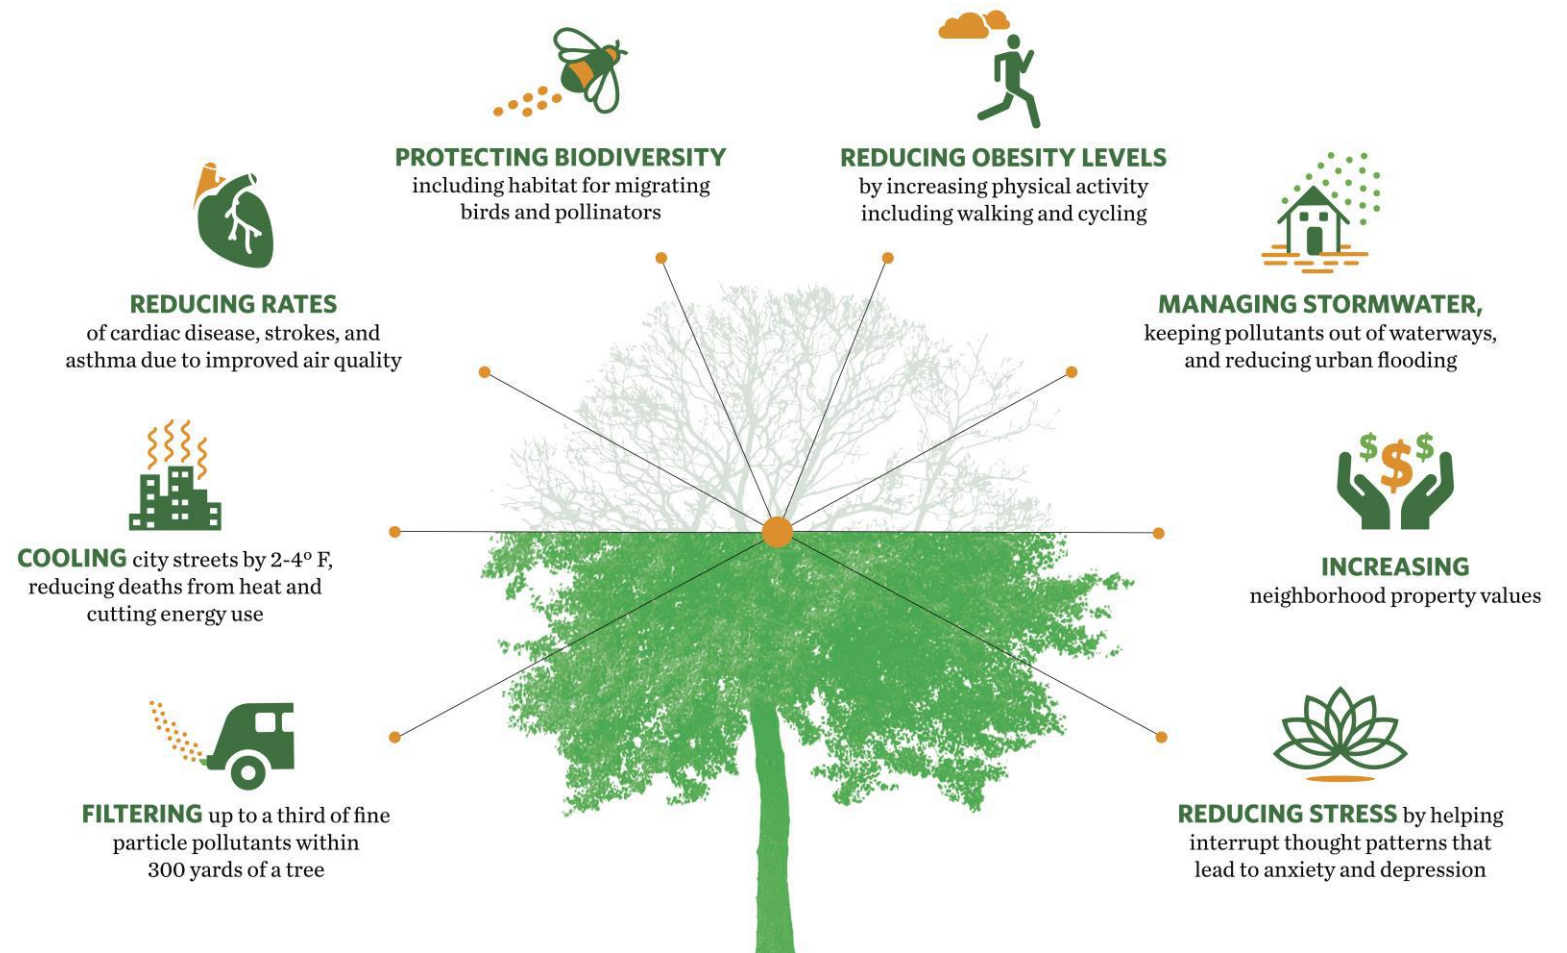 PROTECTING BIODIVERSITY
including habitat for migrating
birds and pollinators
REDUCING OBESITY LEVELS
by increasing physical activity
including walking and cycling
REDUCING RATES
of cardiac disease, strokes, and
asthma due to improved air quality
MANAGING STORMWATER,
keeping pollutants out of waterways,
and reducing urban flooding
$ $ $
COOLING city streets by 2-4º F,
reducing deaths from heat and
cutting energy use
INCREASING
neighborhood property values
FILTERING up to a third of fine
particle pollutants within
300 yards of a tree
REDUCING STRESS by helping
interrupt thought patterns that
lead to anxiety and depression